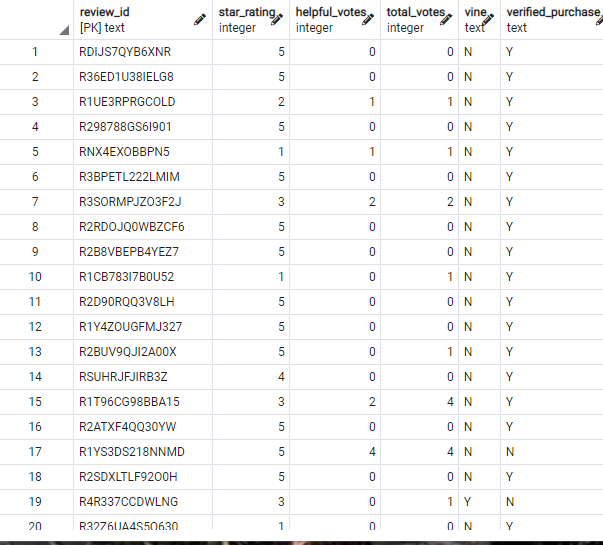 review_id star_rating helpful_votes total_votes vine verified_purchase
[PK] text integer integer integer text text
1 RDIJS7QYB6XNR 5 0 0 N Y
2 R36ED1U38IELG8 5 0 0 N Y
3 R1UE3RPRGCOLD 2 1 1 N Y
4 R298788GS6I901 5 0 0 N Y
5 RNX4EXOBBPN5 1 1 1 N Y
6 R3BPETL222LMIM 5 0 0 N Y
7 R3SORMPJZO3F2J 3 2 2 N Y
8 R2RDOJQ0WBZCF6 5 0 0 N Y
9 R2B8VBEPB4YEZ7 5 0 0 N Y
10 R1CB783I7B0U52 1 0 1 N Y
11 R2D90RQQ3V8LH 5 0 0 N Y
12 R1Y4ZOUGFMJ327 5 0 0 N Y
13 R2BUV9QJI2A00X 5 0 1 N Y
14 RSUHRJFJIRB3Z 4 0 0 N Y
15 R1T96CG98BBA15 3 2 4 N Y
16 R2ATXF4QQ30YW 5 0 0 N Y
17 R1YS3DS218NNMD 5 4 4 N N
18 R2SDXLTLF92O0H 5 0 0 N Y
19 R4R337CCDWLNG 3 0 1 Y N
20 R32Z6UA4S5O630 1 0 0 N Y